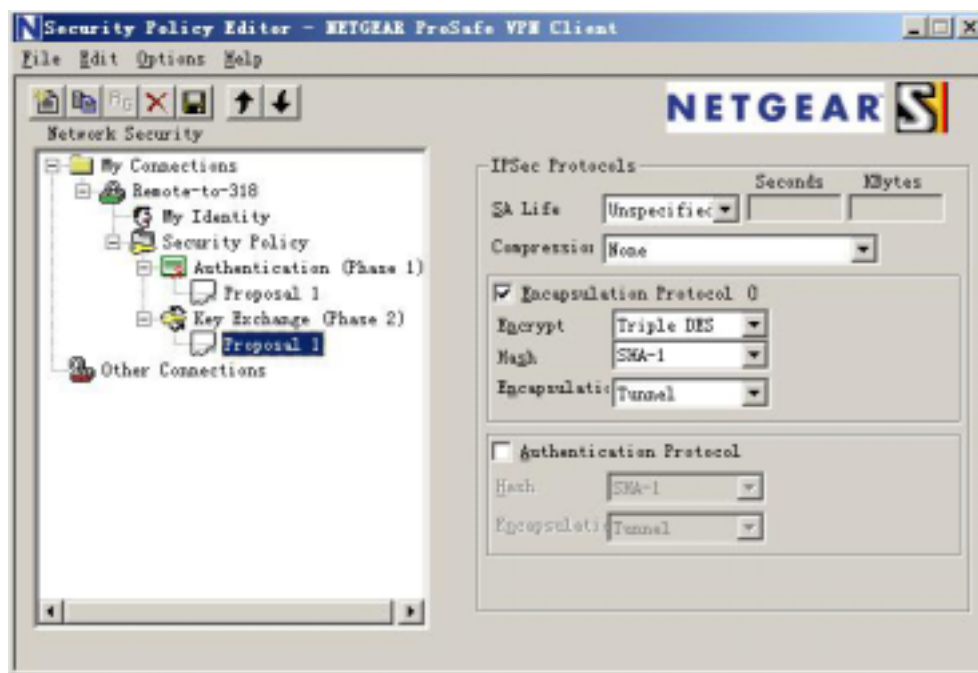 Security Policy Editor - NETGEAR ProSafe VPN Client
File Edit Options Help
NETGEAR
Network Security
My Connections
Remote-to-318
My Identity
Security Policy
Authentication (Phase 1)
Proposal 1
Key Exchange (Phase 2)
Proposal 1
Other Connections
IPSec Protocols
Seconds KBytes
SA Life Unspecified
Compression None
Encapsulation Protocol (
Encrypt Triple DES
Hash SHA-1
Encapsulatio Tunnel
Authentication Protocol
Hash SHA-1
Encapsulatio Tunnel